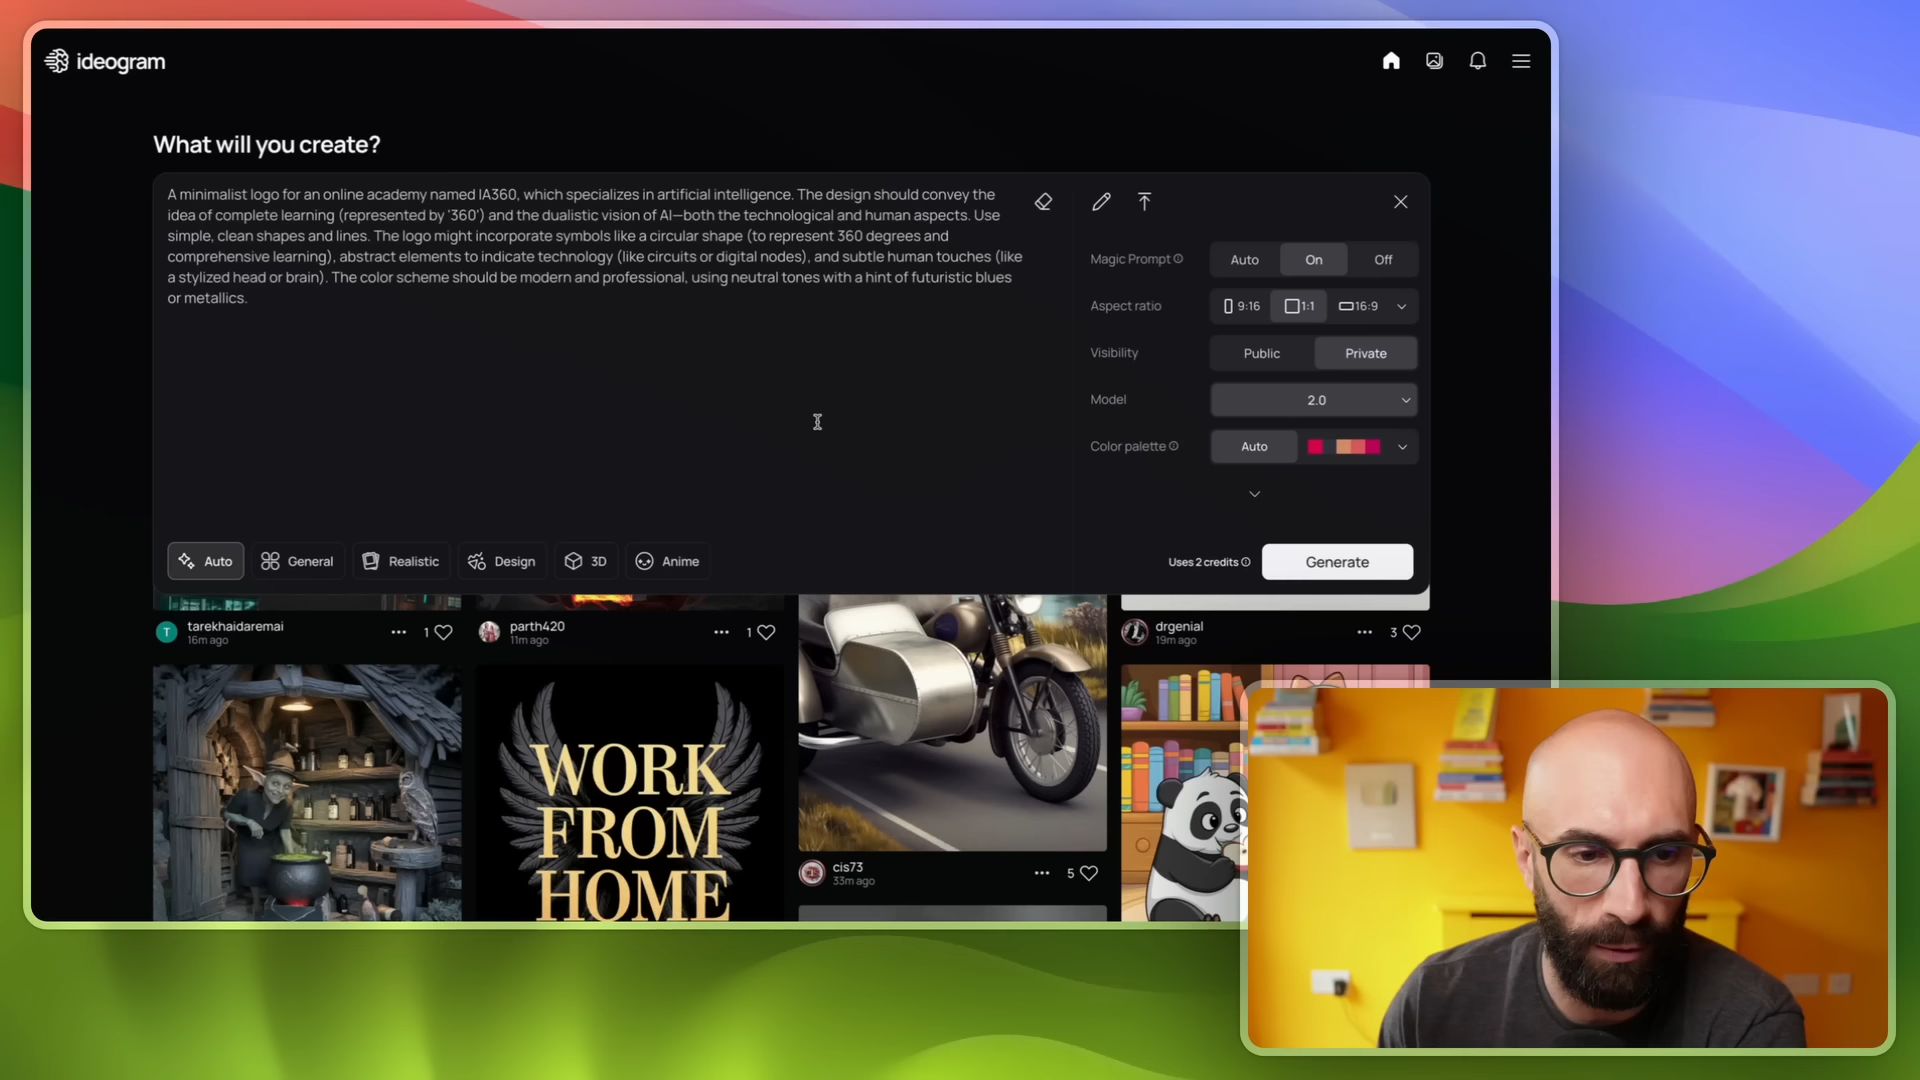 ideogram
What will you create?
A minimalist logo for an online academy named IA360, which specializes in artificial intelligence. The design should convey the
idea of complete learning (represented by '360') and the dualistic vision of AI—both the technological and human aspects. Use
simple, clean shapes and lines. The logo might incorporate symbols like a circular shape (to represent 360 degrees and
comprehensive learning), abstract elements to indicate technology (like circuits or digital nodes), and subtle human touches (like
a stylized head or brain). The color scheme should be modern and professional, using neutral tones with a hint of futuristic blues
or metallics.
Magic Prompt Auto On Off
Aspect ratio 9:16 1:1 16:9
Visibility Public Private
Model 2.0
Color palette Auto
Auto General Realistic Design 3D Anime
Uses 2 credits Generate
T tarekhaidaremai 1
16m ago
parth420 1
11m ago
drgenial 3
19m ago
WORK
FROM
HOME
cis73 5
33m ago